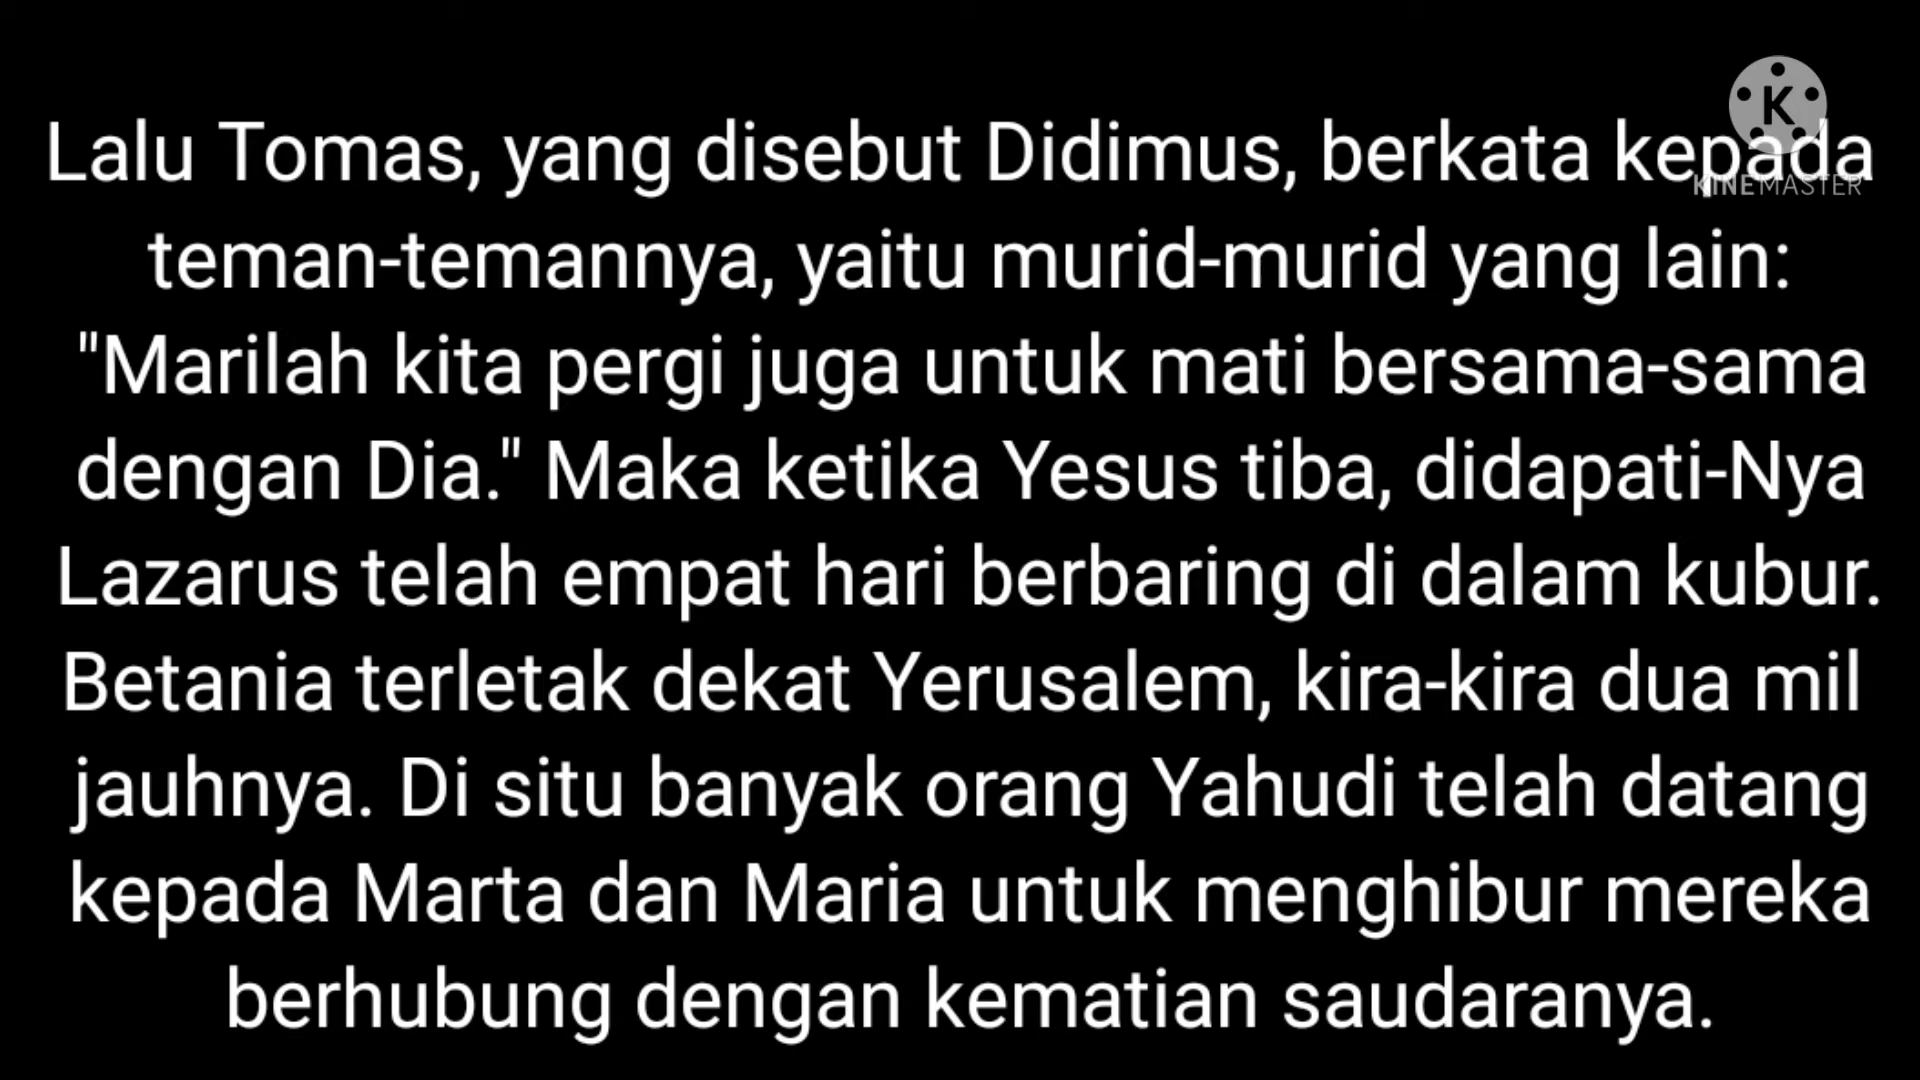 K
KINEMASTER
Lalu Tomas, yang disebut Didimus, berkata kepada
teman-temannya, yaitu murid-murid yang lain:
"Marilah kita pergi juga untuk mati bersama-sama
dengan Dia." Maka ketika Yesus tiba, didapati-Nya
Lazarus telah empat hari berbaring di dalam kubur.
Betania terletak dekat Yerusalem, kira-kira dua mil
jauhnya. Di situ banyak orang Yahudi telah datang
kepada Marta dan Maria untuk menghibur mereka
berhubung dengan kematian saudaranya.